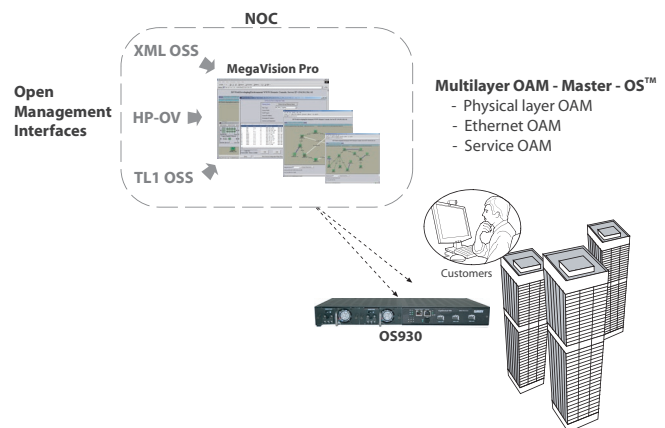 NOC
XML OSS
MegaVision Pro
Open
Management
Interfaces
HP-OV
TL1 OSS
Multilayer OAM - Master - OS™
- Physical layer OAM
- Ethernet OAM
- Service OAM
Customers
OS930